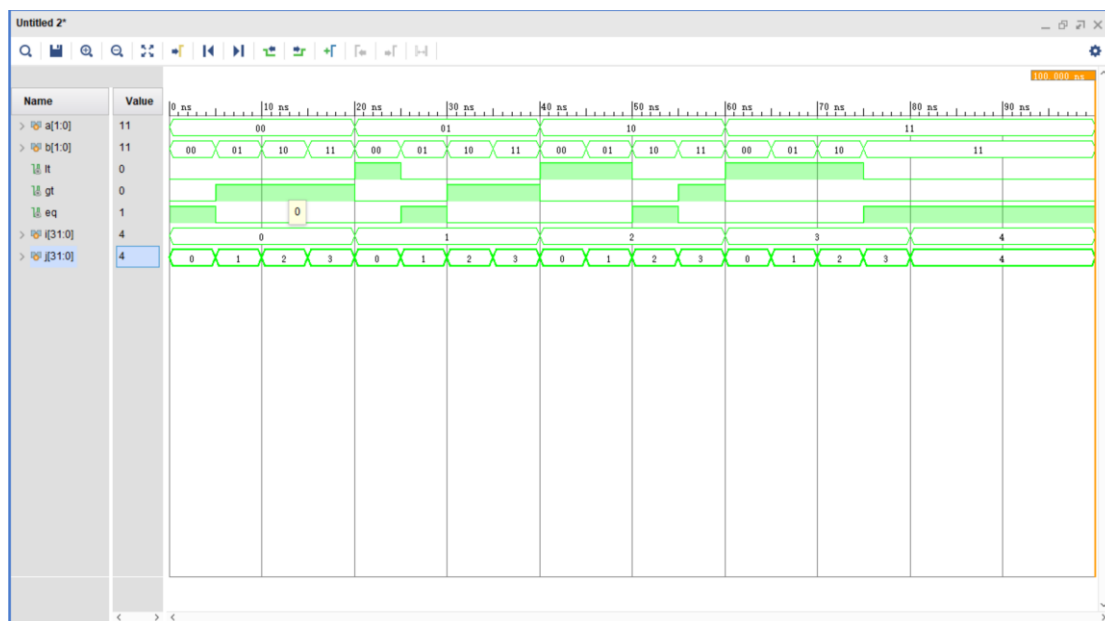 Untitled 2*
100.000 ns
Name Value 0 ns 10 ns 20 ns 30 ns 40 ns 50 ns 60 ns 70 ns 80 ns 90 ns
a[1:0] 11 00 01 10 11
b[1:0] 11 00 01 10 11 00 01 10 11 00 01 10 11 00 01 10 11
lt 0
gt 0
eq 1 0
i[31:0] 4 0 1 2 3 4
j[31:0] 4 0 1 2 3 0 1 2 3 0 1 2 3 0 1 2 3 4